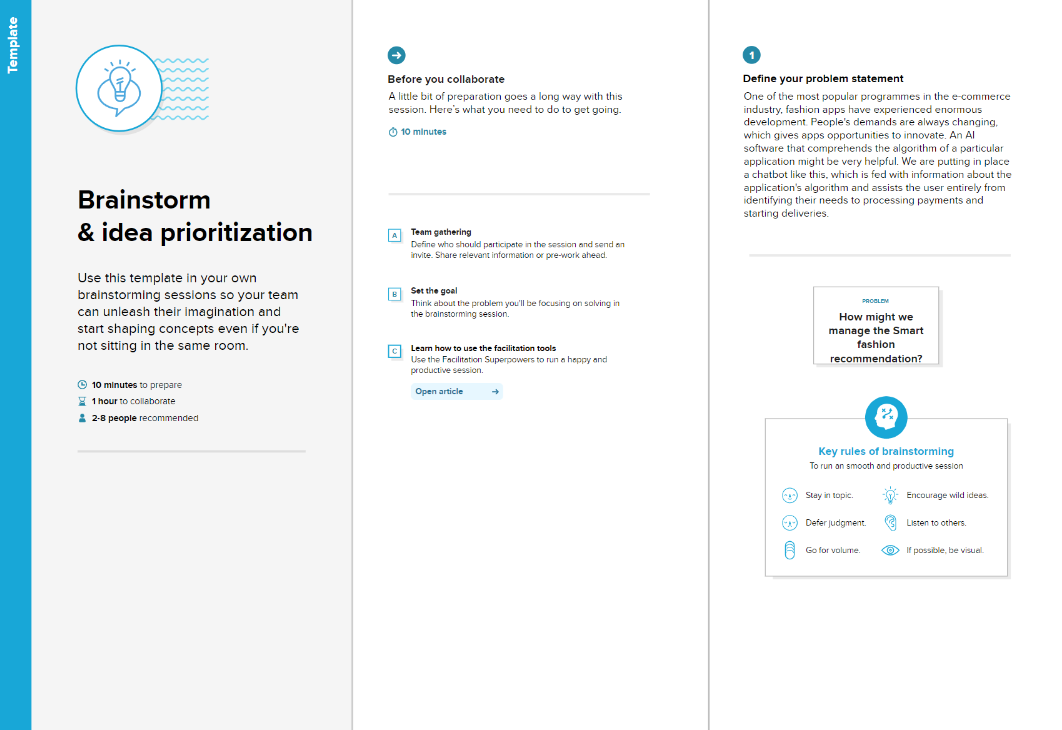 Template
Brainstorm
& idea prioritization
Use this template in your own
brainstorming sessions so your team
can unleash their imagination and
start shaping concepts even if you're
not sitting in the same room.
10 minutes to prepare
1 hour to collaborate
2-8 people recommended
Before you collaborate
A little bit of preparation goes a long way with this
session. Here's what you need to do to get going.
10 minutes
A
Team gathering
Define who should participate in the session and send an
invite. Share relevant information or pre-work ahead.
B
Set the goal
Think about the problem you'll be focusing on solving in
the brainstorming session.
C
Learn how to use the facilitation tools
Use the Facilitation Superpowers to run a happy and
productive session.
Open article
1
Define your problem statement
One of the most popular programmes in the e-commerce
industry, fashion apps have experienced enormous
development. People's demands are always changing,
which gives apps opportunities to innovate. An AI
software that comprehends the algorithm of a particular
application might be very helpful. We are putting in place
a chatbot like this, which is fed with information about the
application's algorithm and assists the user entirely from
identifying their needs to processing payments and
starting deliveries.
PROBLEM
How might we
manage the Smart
fashion
recommendation?
Key rules of brainstorming
To run an smooth and productive session
Stay in topic.
Encourage wild ideas.
Defer judgment.
Listen to others.
Go for volume.
If possible, be visual.